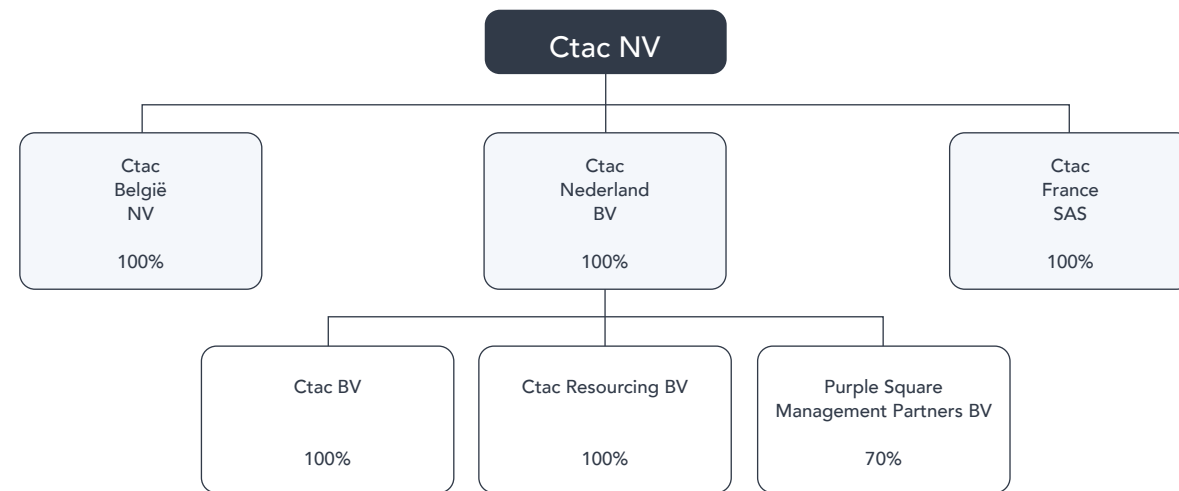 Ctac NV
Ctac
België
NV
100%
Ctac
Nederland
BV
100%
Ctac
France
SAS
100%
Ctac BV
100%
Ctac Resourcing BV
100%
Purple Square
Management Partners BV
70%